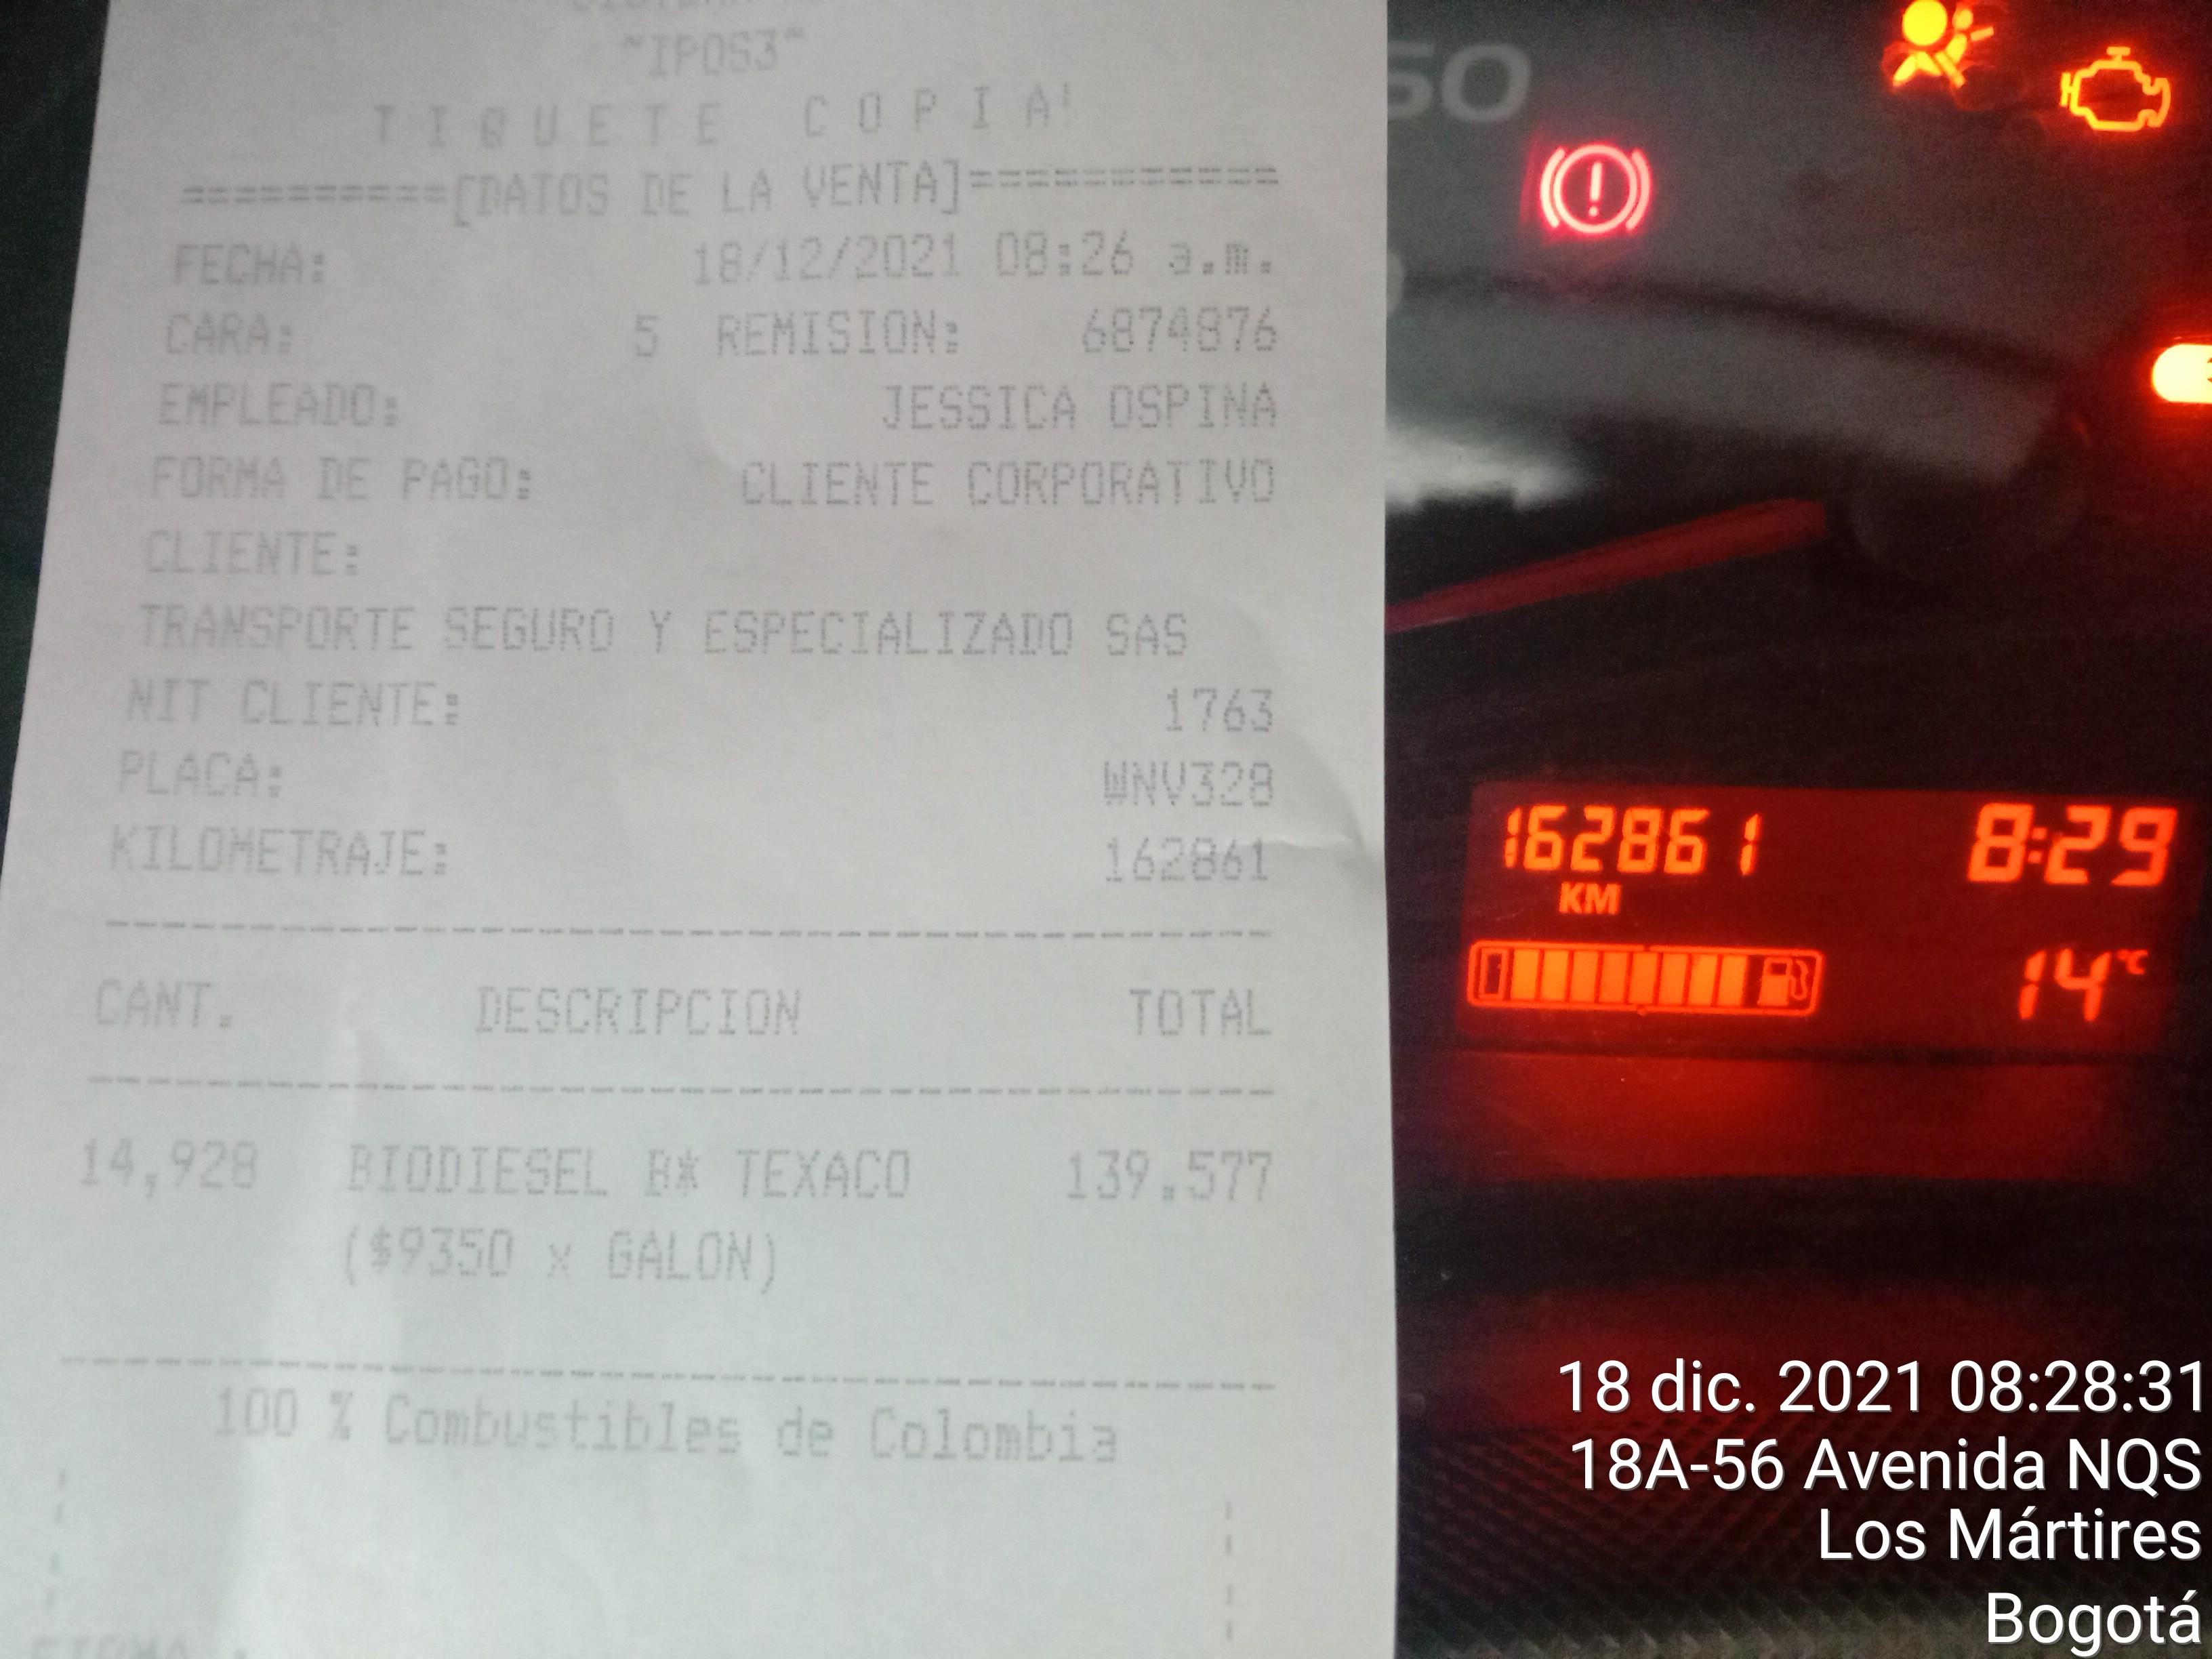 ~IPOS3~
TIQUETE COPIA!
==========[DATOS DE LA VENTA]===========
FECHA: 18/12/2021 08:26 a.m.
CARA: 5 REMISION: 6874876
EMPLEADO: JESSICA OSPINA
FORMA DE PAGO: CLIENTE CORPORATIVO
CLIENTE:
TRANSPORTE SEGURO Y ESPECIALIZADO SAS
NIT CLIENTE: 1763
PLACA: WNV328
KILOMETRAJE: 162861
CANT. DESCRIPCION TOTAL
14,928 BIODIESEL B* TEXACO 139.577
($9350 x GALON)
100 % Combustibles de Colombia
162861 8:29
KM
14°C
18 dic. 2021 08:28:31
18A-56 Avenida NQS
Los Mártires
Bogotá